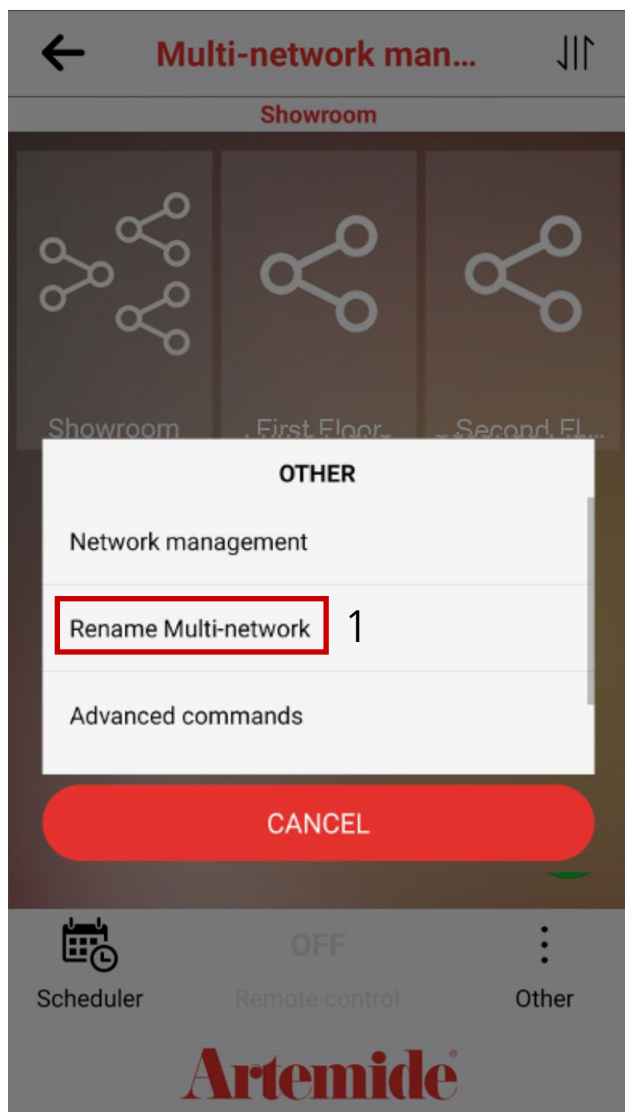 Multi-network man...
Showroom
Showroom First Floor Second Fl...
OTHER
Network management
Rename Multi-network 1
Advanced commands
CANCEL
OFF
Scheduler Remote control Other
Artemide